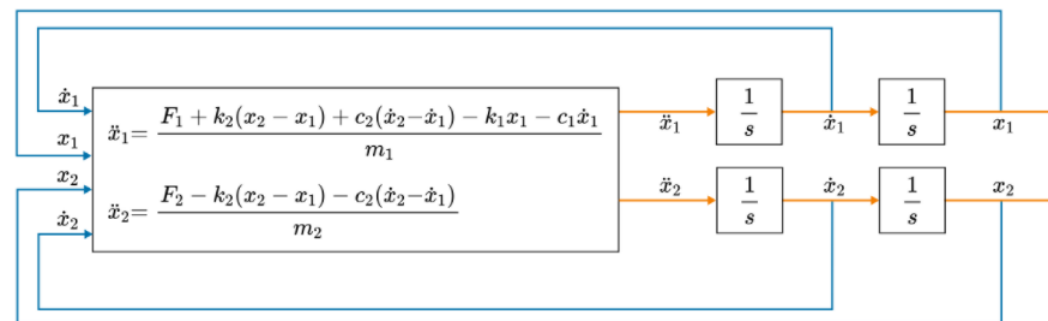 ẋ₁
x₁
x₂
ẋ₂
ẍ₁= (F₁ + k₂(x₂ − x₁) + c₂(ẋ₂−ẋ₁) − k₁x₁ − c₁ẋ₁) / m₁
ẍ₂= (F₂ − k₂(x₂ − x₁) − c₂(ẋ₂−ẋ₁)) / m₂
ẍ₁ 1/s ẋ₁ 1/s x₁
ẍ₂ 1/s ẋ₂ 1/s x₂